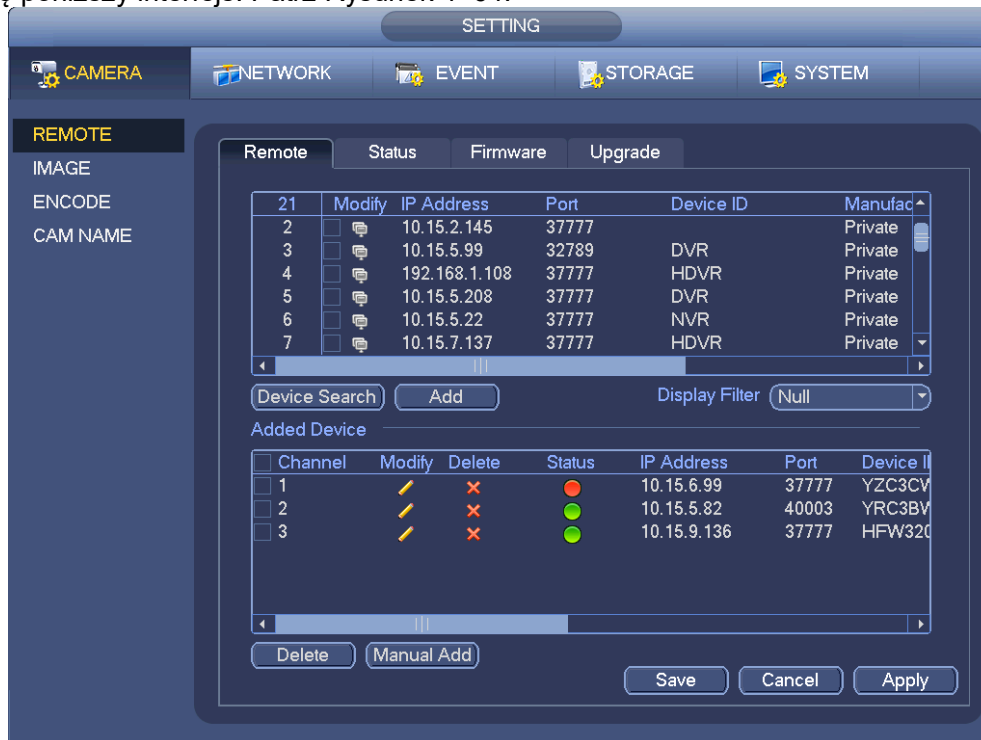 SETTING
CAMERA NETWORK EVENT STORAGE SYSTEM
REMOTE
IMAGE
ENCODE
CAM NAME
Remote Status Firmware Upgrade
21 Modify IP Address Port Device ID Manufac
2 10.15.2.145 37777 Private
3 10.15.5.99 32789 DVR Private
4 192.168.1.108 37777 HDVR Private
5 10.15.5.208 37777 DVR Private
6 10.15.5.22 37777 NVR Private
7 10.15.7.137 37777 HDVR Private
Device Search Add Display Filter Null
Added Device
Channel Modify Delete Status IP Address Port Device I
1 10.15.6.99 37777 YZC3CV
2 10.15.5.82 40003 YRC3BV
3 10.15.9.136 37777 HFW320
Delete Manual Add
Save Cancel Apply